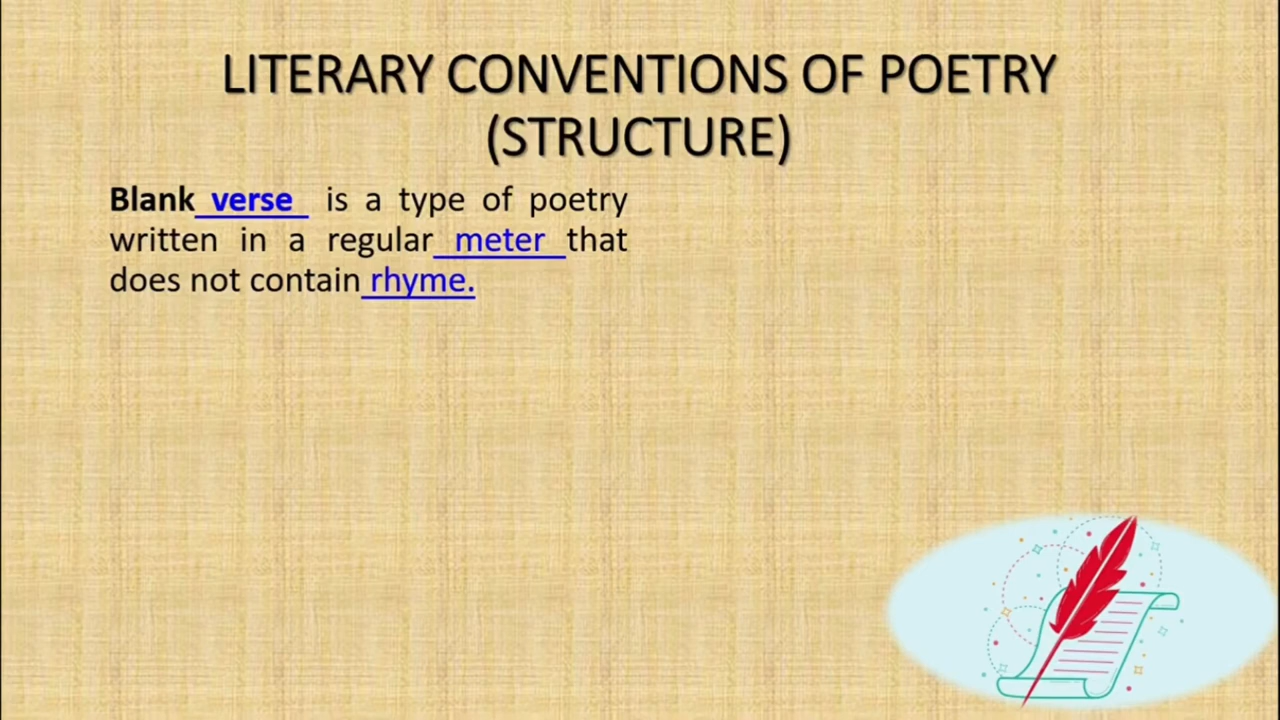 LITERARY CONVENTIONS OF POETRY
(STRUCTURE)
Blank verse is a type of poetry
written in a regular meter that
does not contain rhyme.